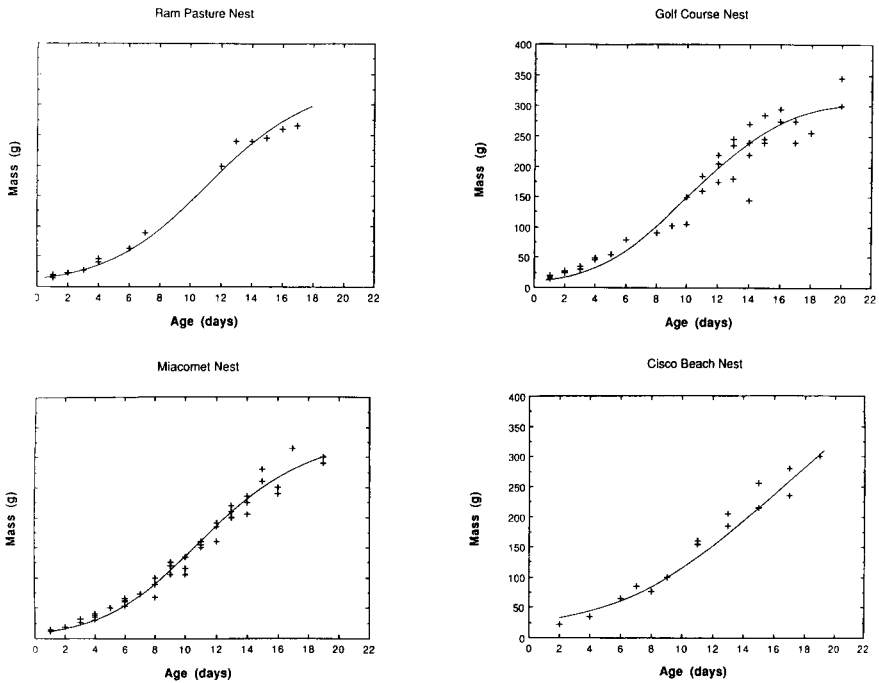 Ram Pasture Nest
Mass (g)
0 2 4 6 8 10 12 14 16 18 20 22
Age (days)
Golf Course Nest
400
350
300
250
200
150
100
50
0
Mass (g)
0 2 4 6 8 10 12 14 16 18 20 22
Age (days)
Miacomet Nest
Mass (g)
0 2 4 6 8 10 12 14 16 18 20 22
Age (days)
Cisco Beach Nest
400
350
300
250
200
150
100
50
0
Mass (g)
0 2 4 6 8 10 12 14 16 18 20 22
Age (days)